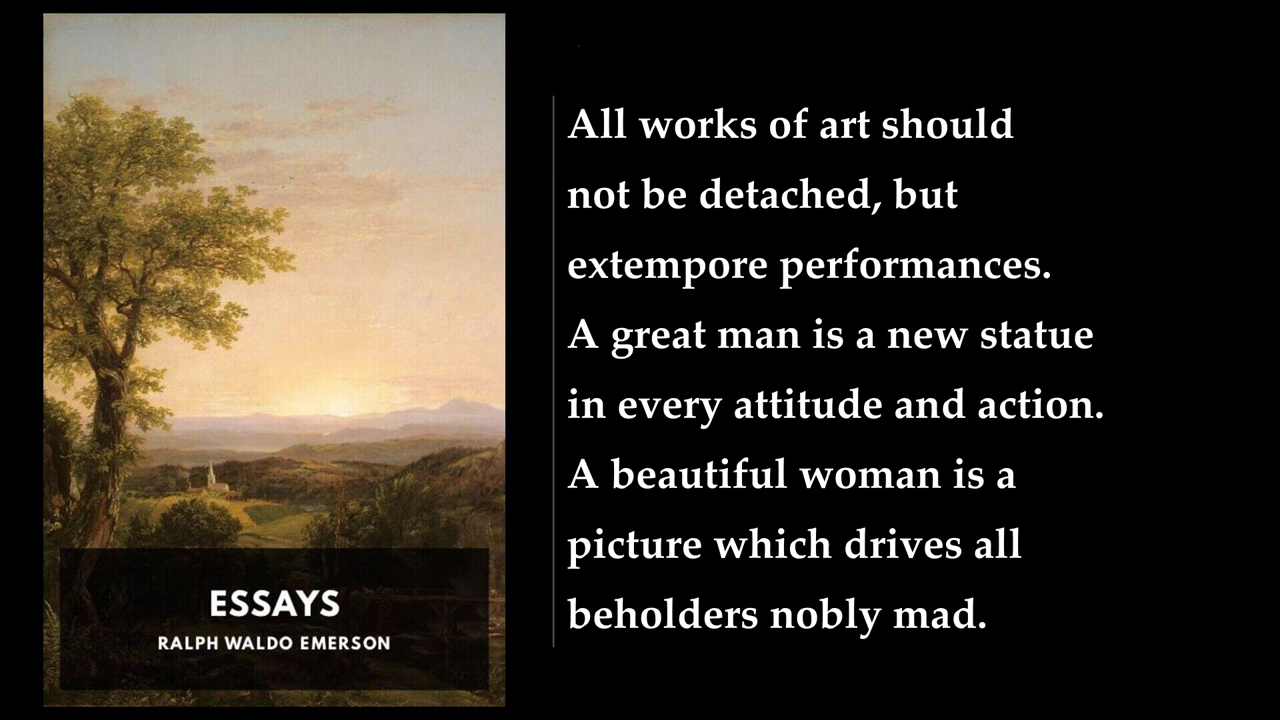 ESSAYS
RALPH WALDO EMERSON
All works of art should
not be detached, but
extempore performances.
A great man is a new statue
in every attitude and action.
A beautiful woman is a
picture which drives all
beholders nobly mad.